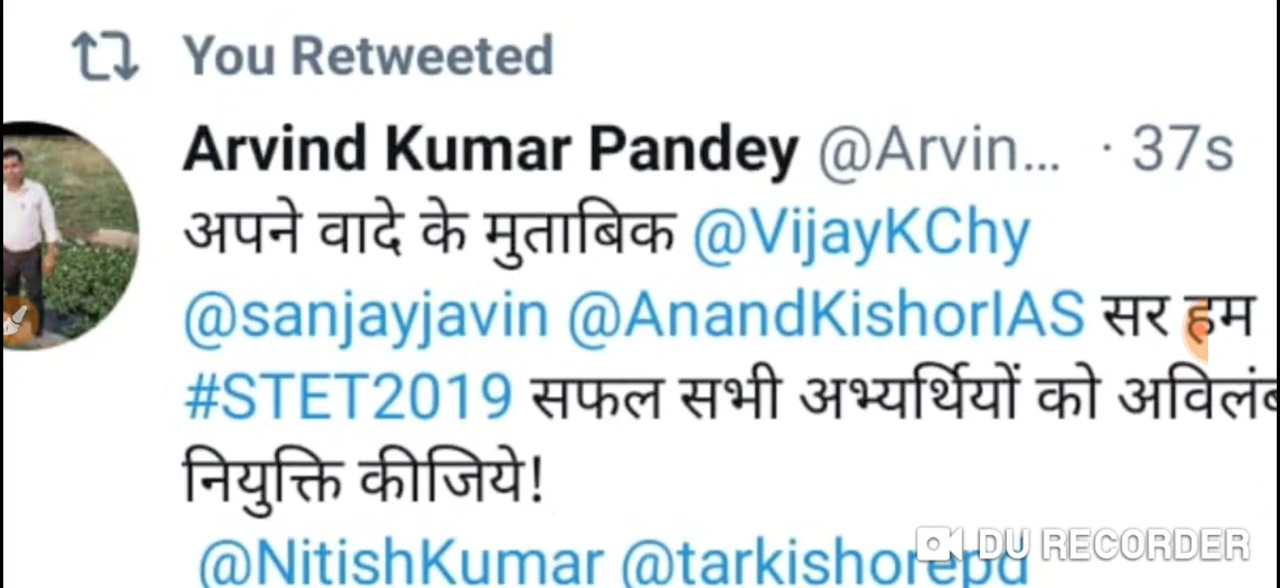 You Retweeted
Arvind Kumar Pandey @Arvin... · 37s
अपने वादे के मुताबिक @VijayKChy
@sanjayjavin @AnandKishorIAS सर हम
#STET2019 सफल सभी अभ्यर्थियों को
नियुक्ति कीजिये!
@NitishKumar @tarkishorepd
DU RECORDER